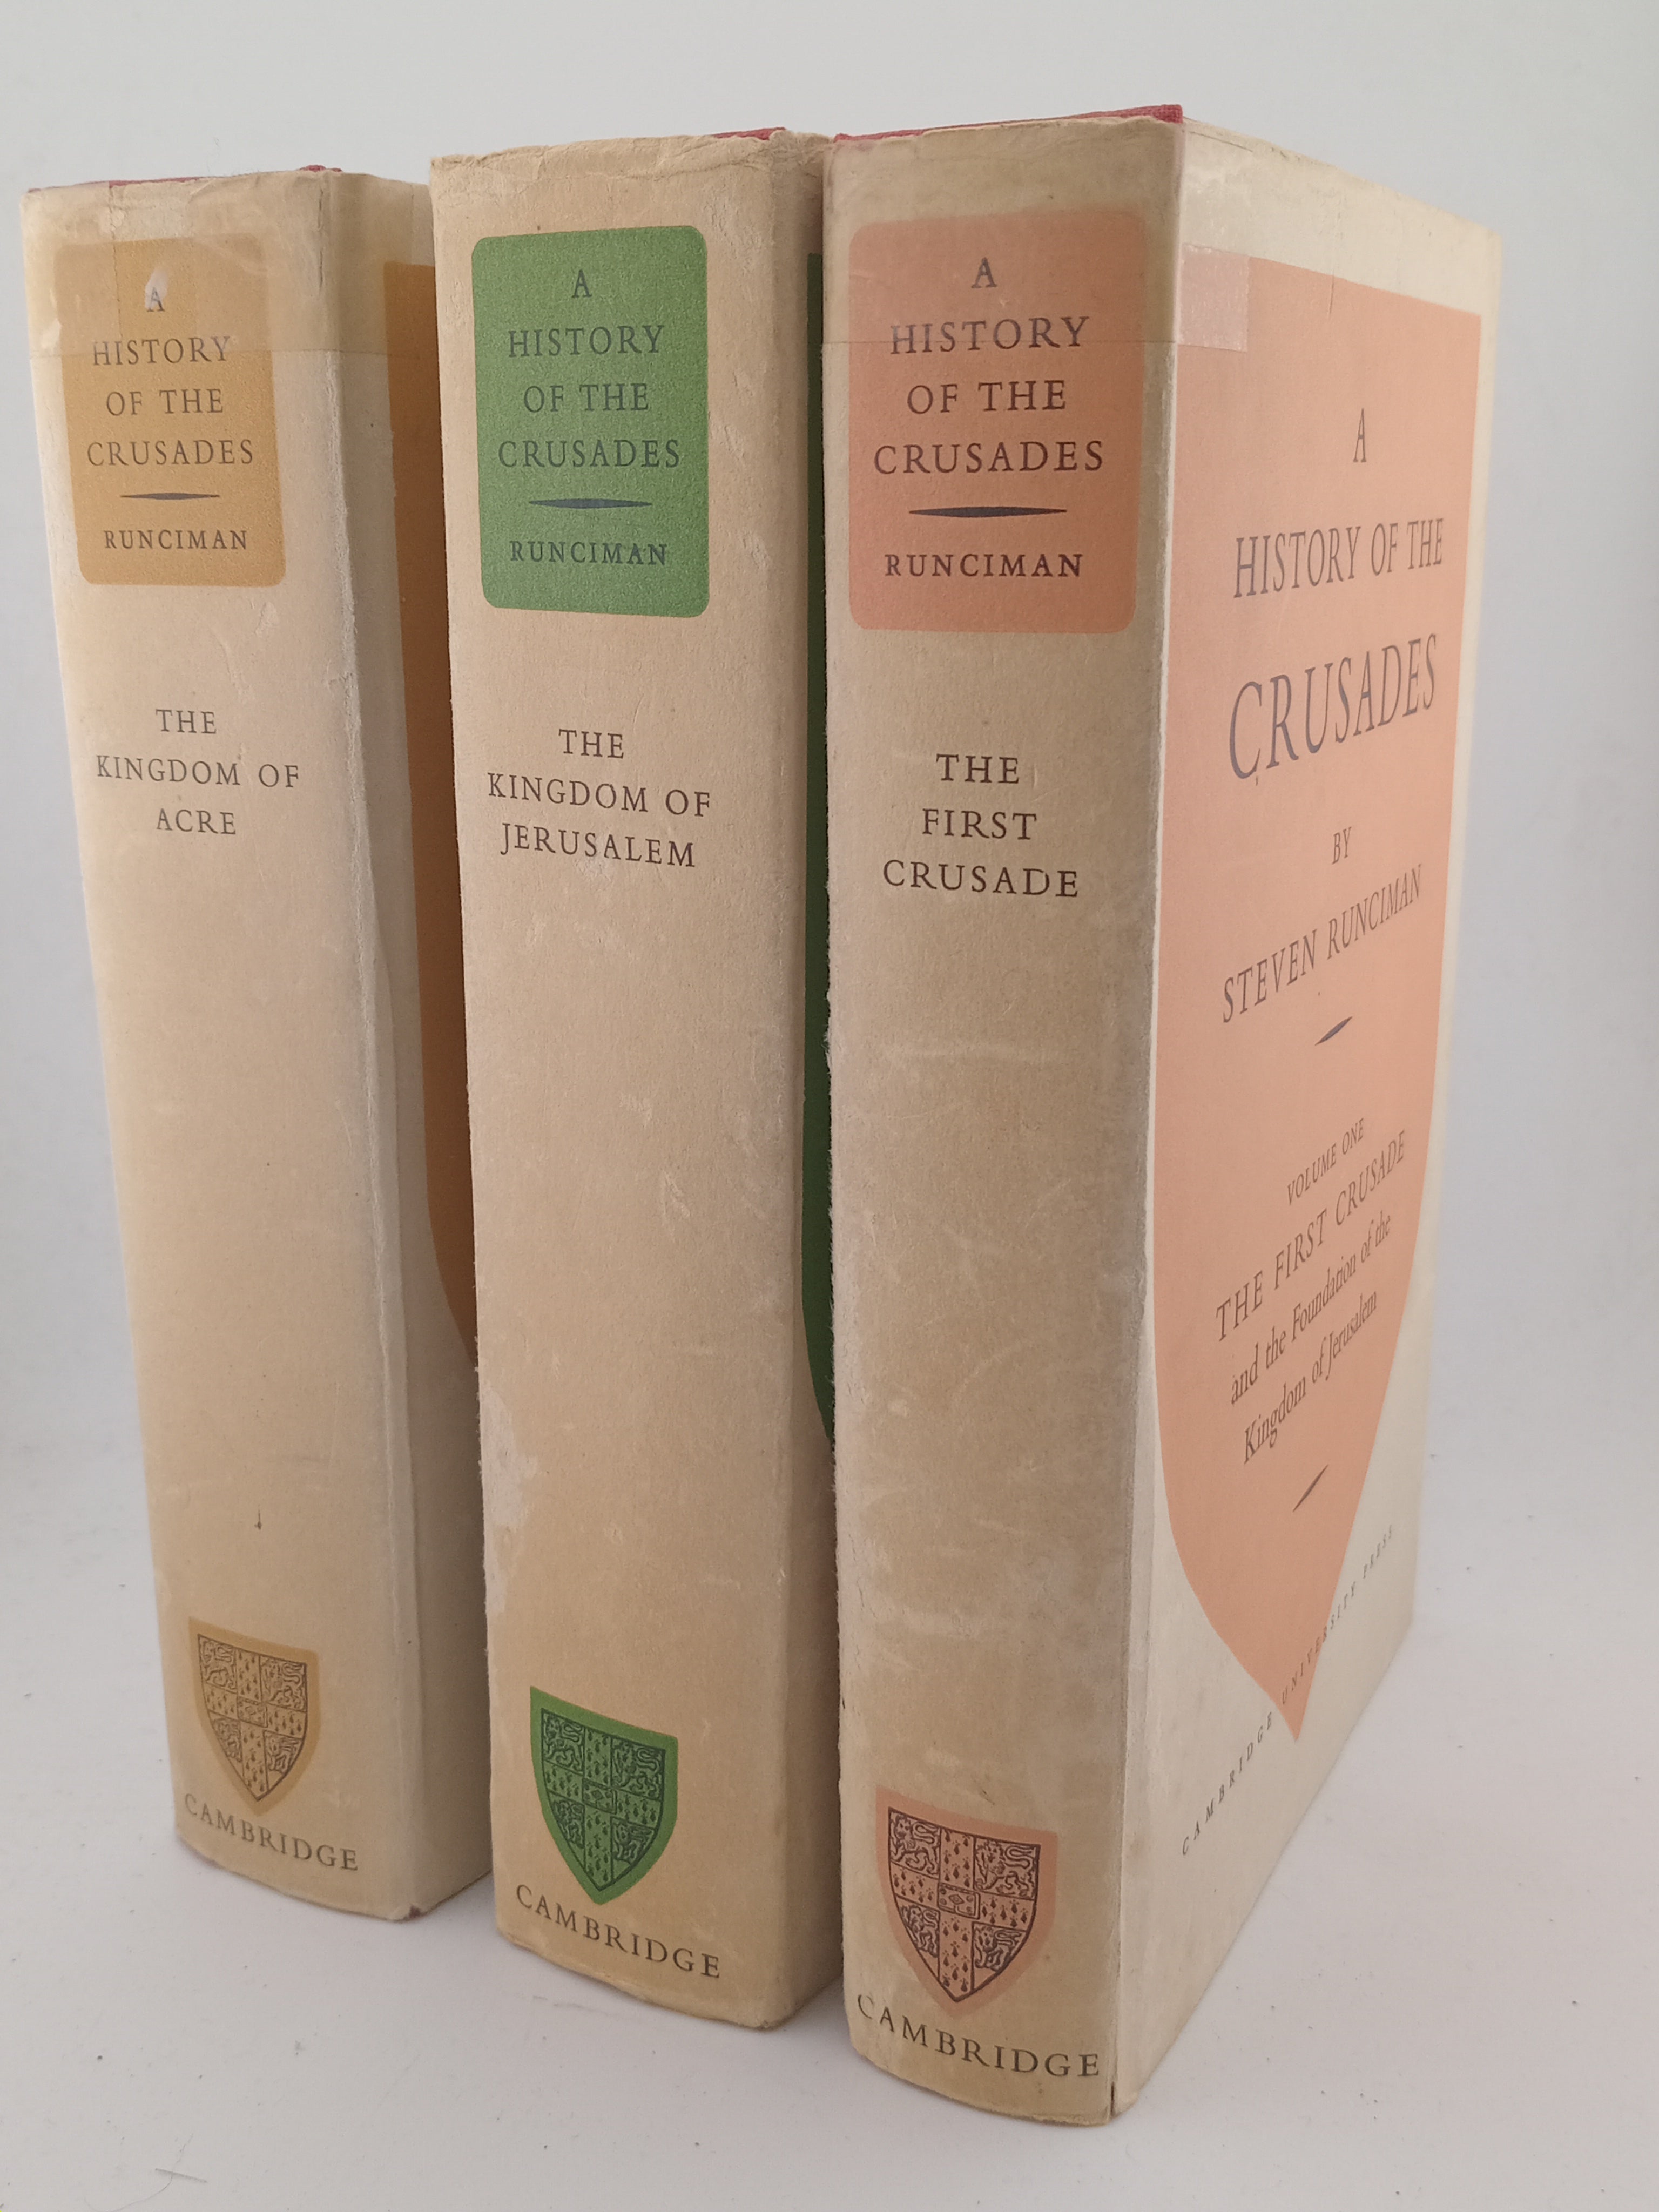 A
HISTORY
OF THE
CRUSADES
RUNCIMAN
THE
KINGDOM OF
ACRE
CAMBRIDGE
A
HISTORY
OF THE
CRUSADES
RUNCIMAN
THE
KINGDOM OF
JERUSALEM
CAMBRIDGE
A
HISTORY
OF THE
CRUSADES
RUNCIMAN
THE
FIRST
CRUSADE
CAMBRIDGE
A
HISTORY OF THE
CRUSADES
BY
STEVEN RUNCIMAN
VOLUME ONE
THE FIRST CRUSADE
and the Foundation of the
Kingdom of Jerusalem
CAMBRIDGE UNIVERSITY PRESS